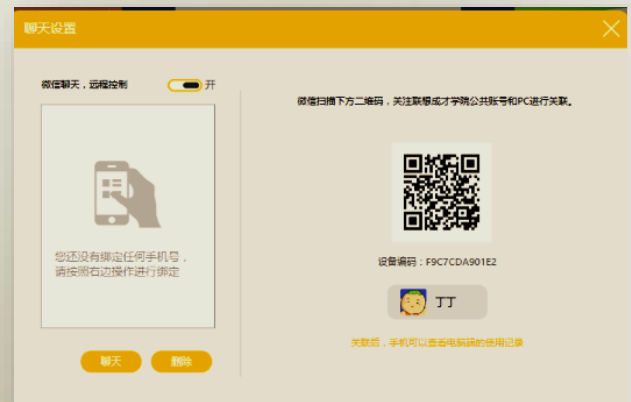 聊天设置
微信聊天，远程控制
开
您还没有绑定任何手机号，
请按照右边操作进行绑定
聊天
删除
微信扫描下方二维码，关注联想成才学院公共账号和PC进行关联。
设备编码：F9C7CDA901E2
丁丁
关联后，手机可以查看电脑端的使用记录